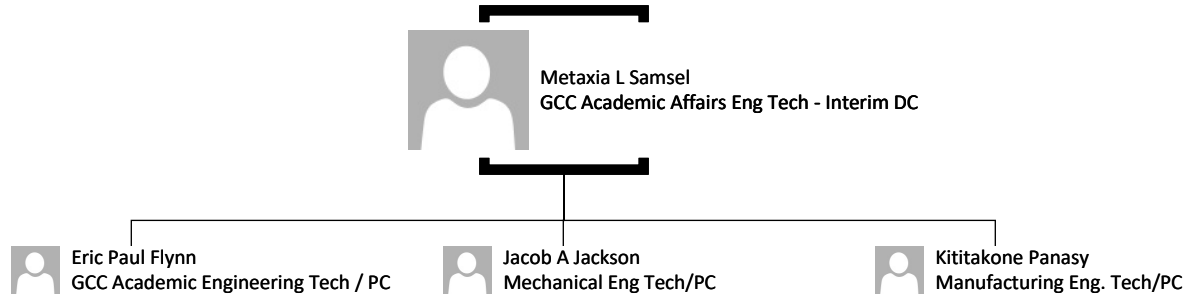 Metaxia L Samsel
GCC Academic Affairs Eng Tech - Interim DC
Eric Paul Flynn
GCC Academic Engineering Tech / PC
Jacob A Jackson
Mechanical Eng Tech/PC
Kititakone Panasy
Manufacturing Eng. Tech/PC